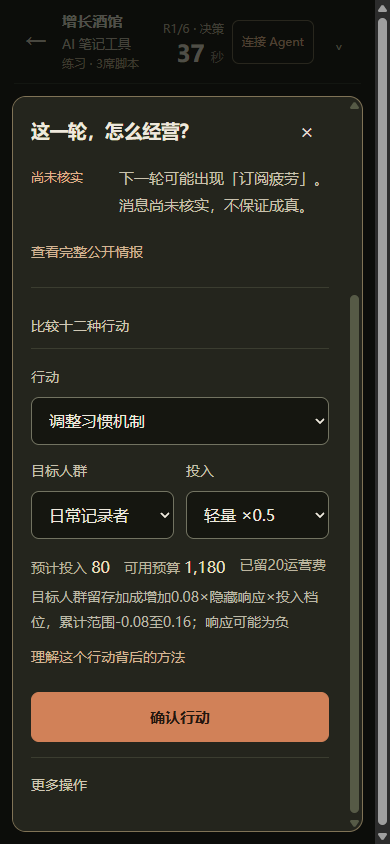 增长酒馆
AI 笔记工具
练习 · 3席脚本
R1/6 · 决策
37 秒
连接 Agent
这一轮，怎么经营？
尚未核实
下一轮可能出现「订阅疲劳」。
消息尚未核实，不保证成真。
查看完整公开情报
比较十二种行动
行动
调整习惯机制
目标人群
投入
日常记录者
轻量 ×0.5
预计投入 80 可用预算 1,180 已留20运营费
目标人群留存加成增加0.08×隐藏响应×投入档
位，累计范围-0.08至0.16；响应可能为负
理解这个行动背后的方法
确认行动
更多操作